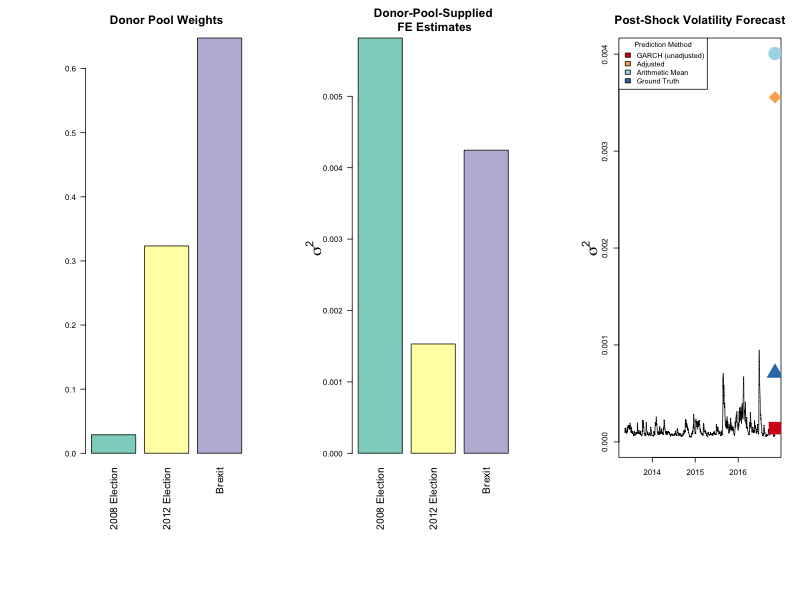 Donor Pool Weights
0.6
0.5
0.4
0.3
0.2
0.1
0.0
2008 Election
2012 Election
Brexit
Donor-Pool-Supplied
FE Estimates
σ2
0.005
0.004
0.003
0.002
0.001
0.000
2008 Election
2012 Election
Brexit
Post-Shock Volatility Forecast
σ2
0.004
0.003
0.002
0.001
0.000
Prediction Method
GARCH (unadjusted)
Adjusted
Arithmetic Mean
Ground Truth
2014 2015 2016